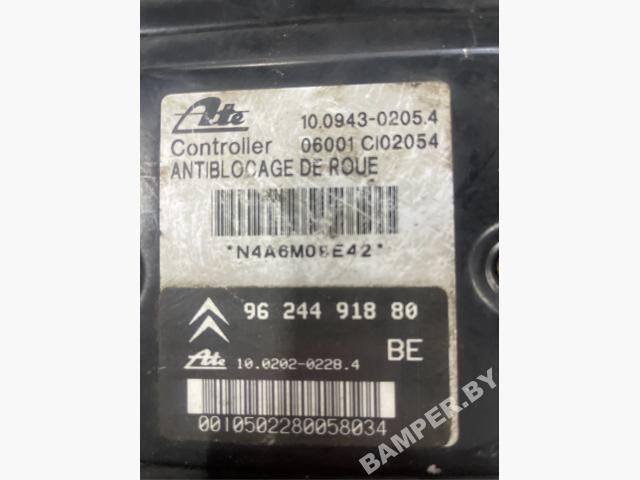 Ate 10.0943-0205.4
Controller 06001 CI02054
ANTIBLOCAGE DE ROUE
*N4A6M08E42*
96 244 918 80
Ate 10.0202-0228.4 BE
0010502280058034
BAMPER.BY